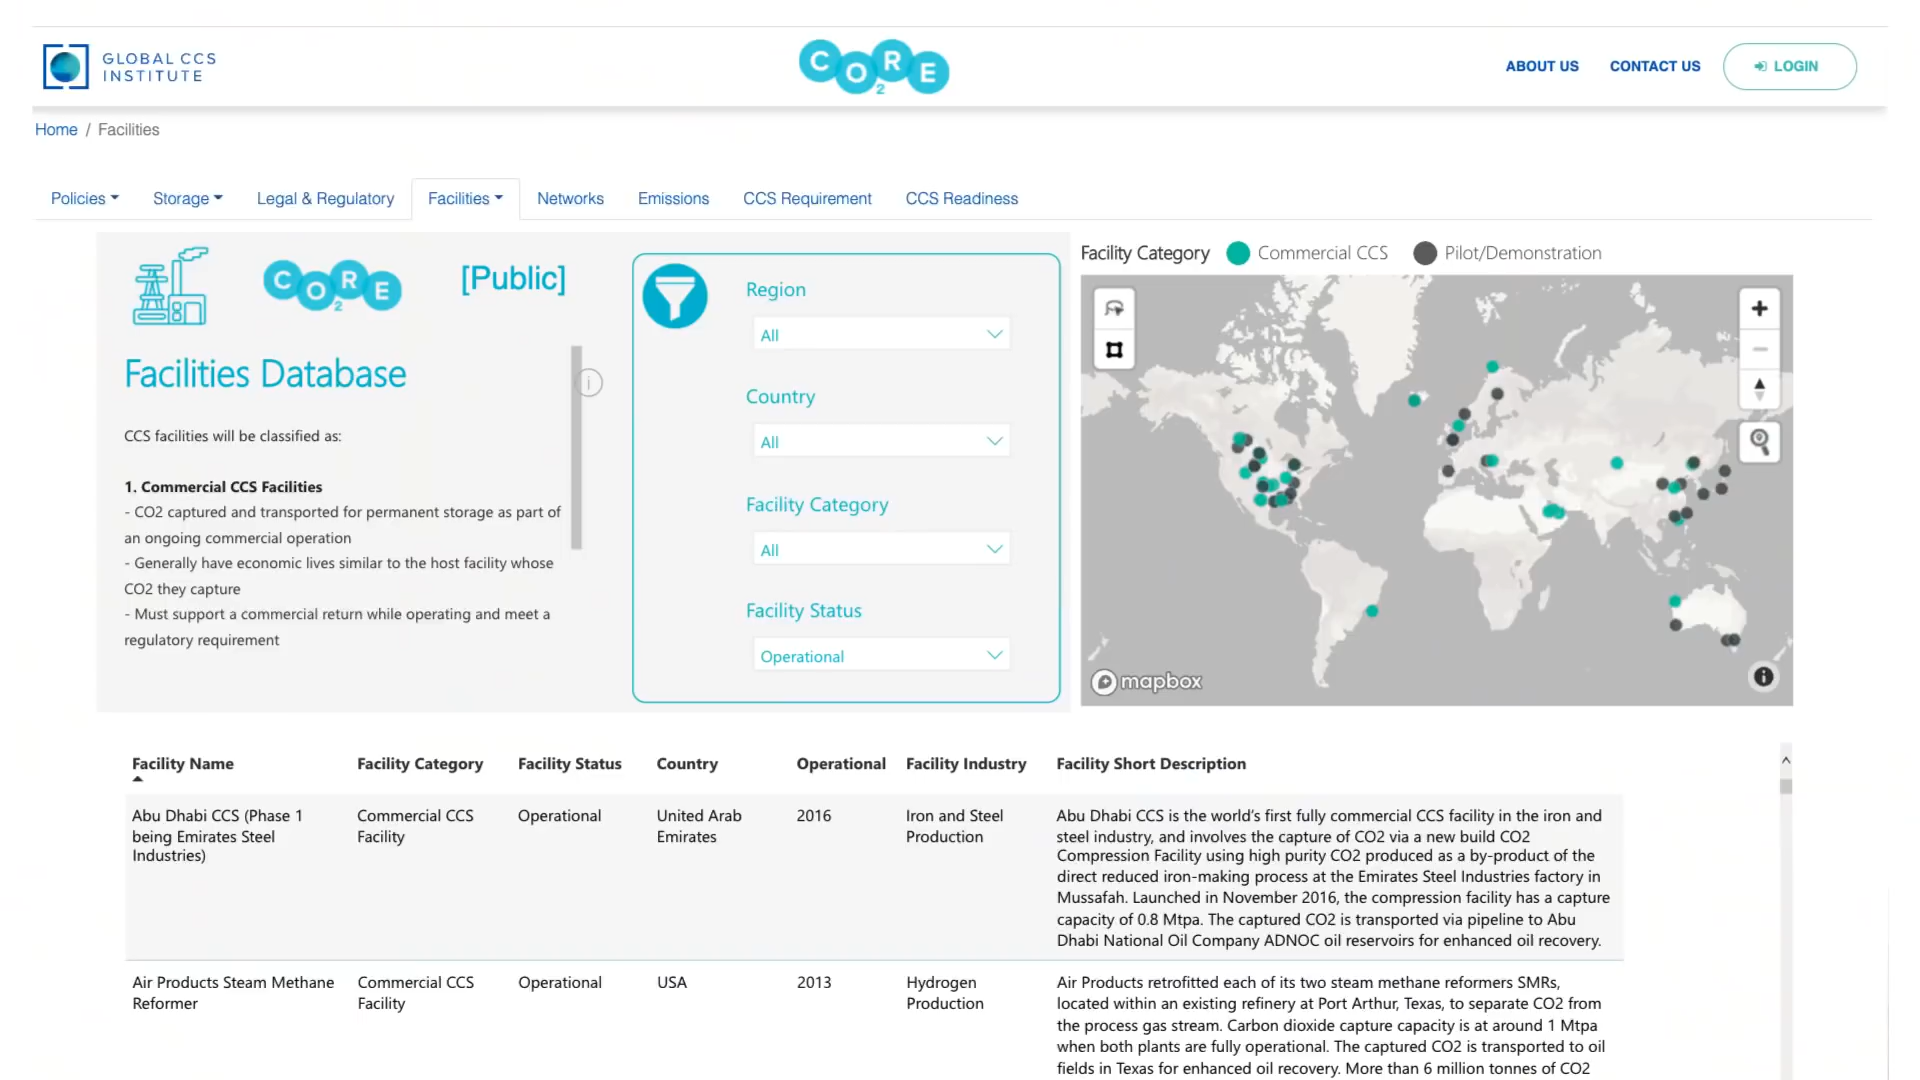 GLOBAL CCS
INSTITUTE
CO2RE
ABOUT US
CONTACT US
LOGIN
Home / Facilities
Policies
Storage
Legal & Regulatory
Facilities
Networks
Emissions
CCS Requirement
CCS Readiness
CO2RE
[Public]
Facilities Database
CCS facilities will be classified as:
1. Commercial CCS Facilities
- CO2 captured and transported for permanent storage as part of
an ongoing commercial operation
- Generally have economic lives similar to the host facility whose
CO2 they capture
- Must support a commercial return while operating and meet a
regulatory requirement
Region
All
Country
All
Facility Category
All
Facility Status
Operational
Facility Category
Commercial CCS
Pilot/Demonstration
mapbox
Facility Name
Facility Category
Facility Status
Country
Operational
Facility Industry
Facility Short Description
Abu Dhabi CCS (Phase 1
being Emirates Steel
Industries)
Commercial CCS
Facility
Operational
United Arab
Emirates
2016
Iron and Steel
Production
Abu Dhabi CCS is the world's first fully commercial CCS facility in the iron and
steel industry, and involves the capture of CO2 via a new build CO2
Compression Facility using high purity CO2 produced as a by-product of the
direct reduced iron-making process at the Emirates Steel Industries factory in
Mussafah. Launched in November 2016, the compression facility has a capture
capacity of 0.8 Mtpa. The captured CO2 is transported via pipeline to Abu
Dhabi National Oil Company ADNOC oil reservoirs for enhanced oil recovery.
Air Products Steam Methane
Reformer
Commercial CCS
Facility
Operational
USA
2013
Hydrogen
Production
Air Products retrofitted each of its two steam methane reformers SMRs,
located within an existing refinery at Port Arthur, Texas, to separate CO2 from
the process gas stream. Carbon dioxide capture capacity is at around 1 Mtpa
when both plants are fully operational. The captured CO2 is transported to oil
fields in Texas for enhanced oil recovery. More than 6 million tonnes of CO2